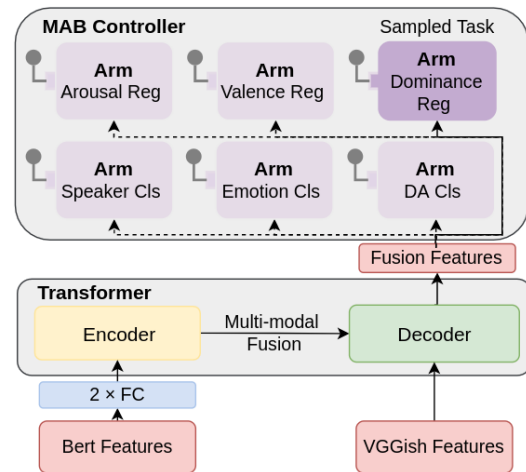 MAB Controller
Sampled Task
Arm
Arousal Reg
Arm
Valence Reg
Arm
Dominance
Reg
Arm
Speaker Cls
Arm
Emotion Cls
Arm
DA Cls
Fusion Features
Transformer
Encoder
Multi-modal
Fusion
Decoder
2 × FC
Bert Features
VGGish Features